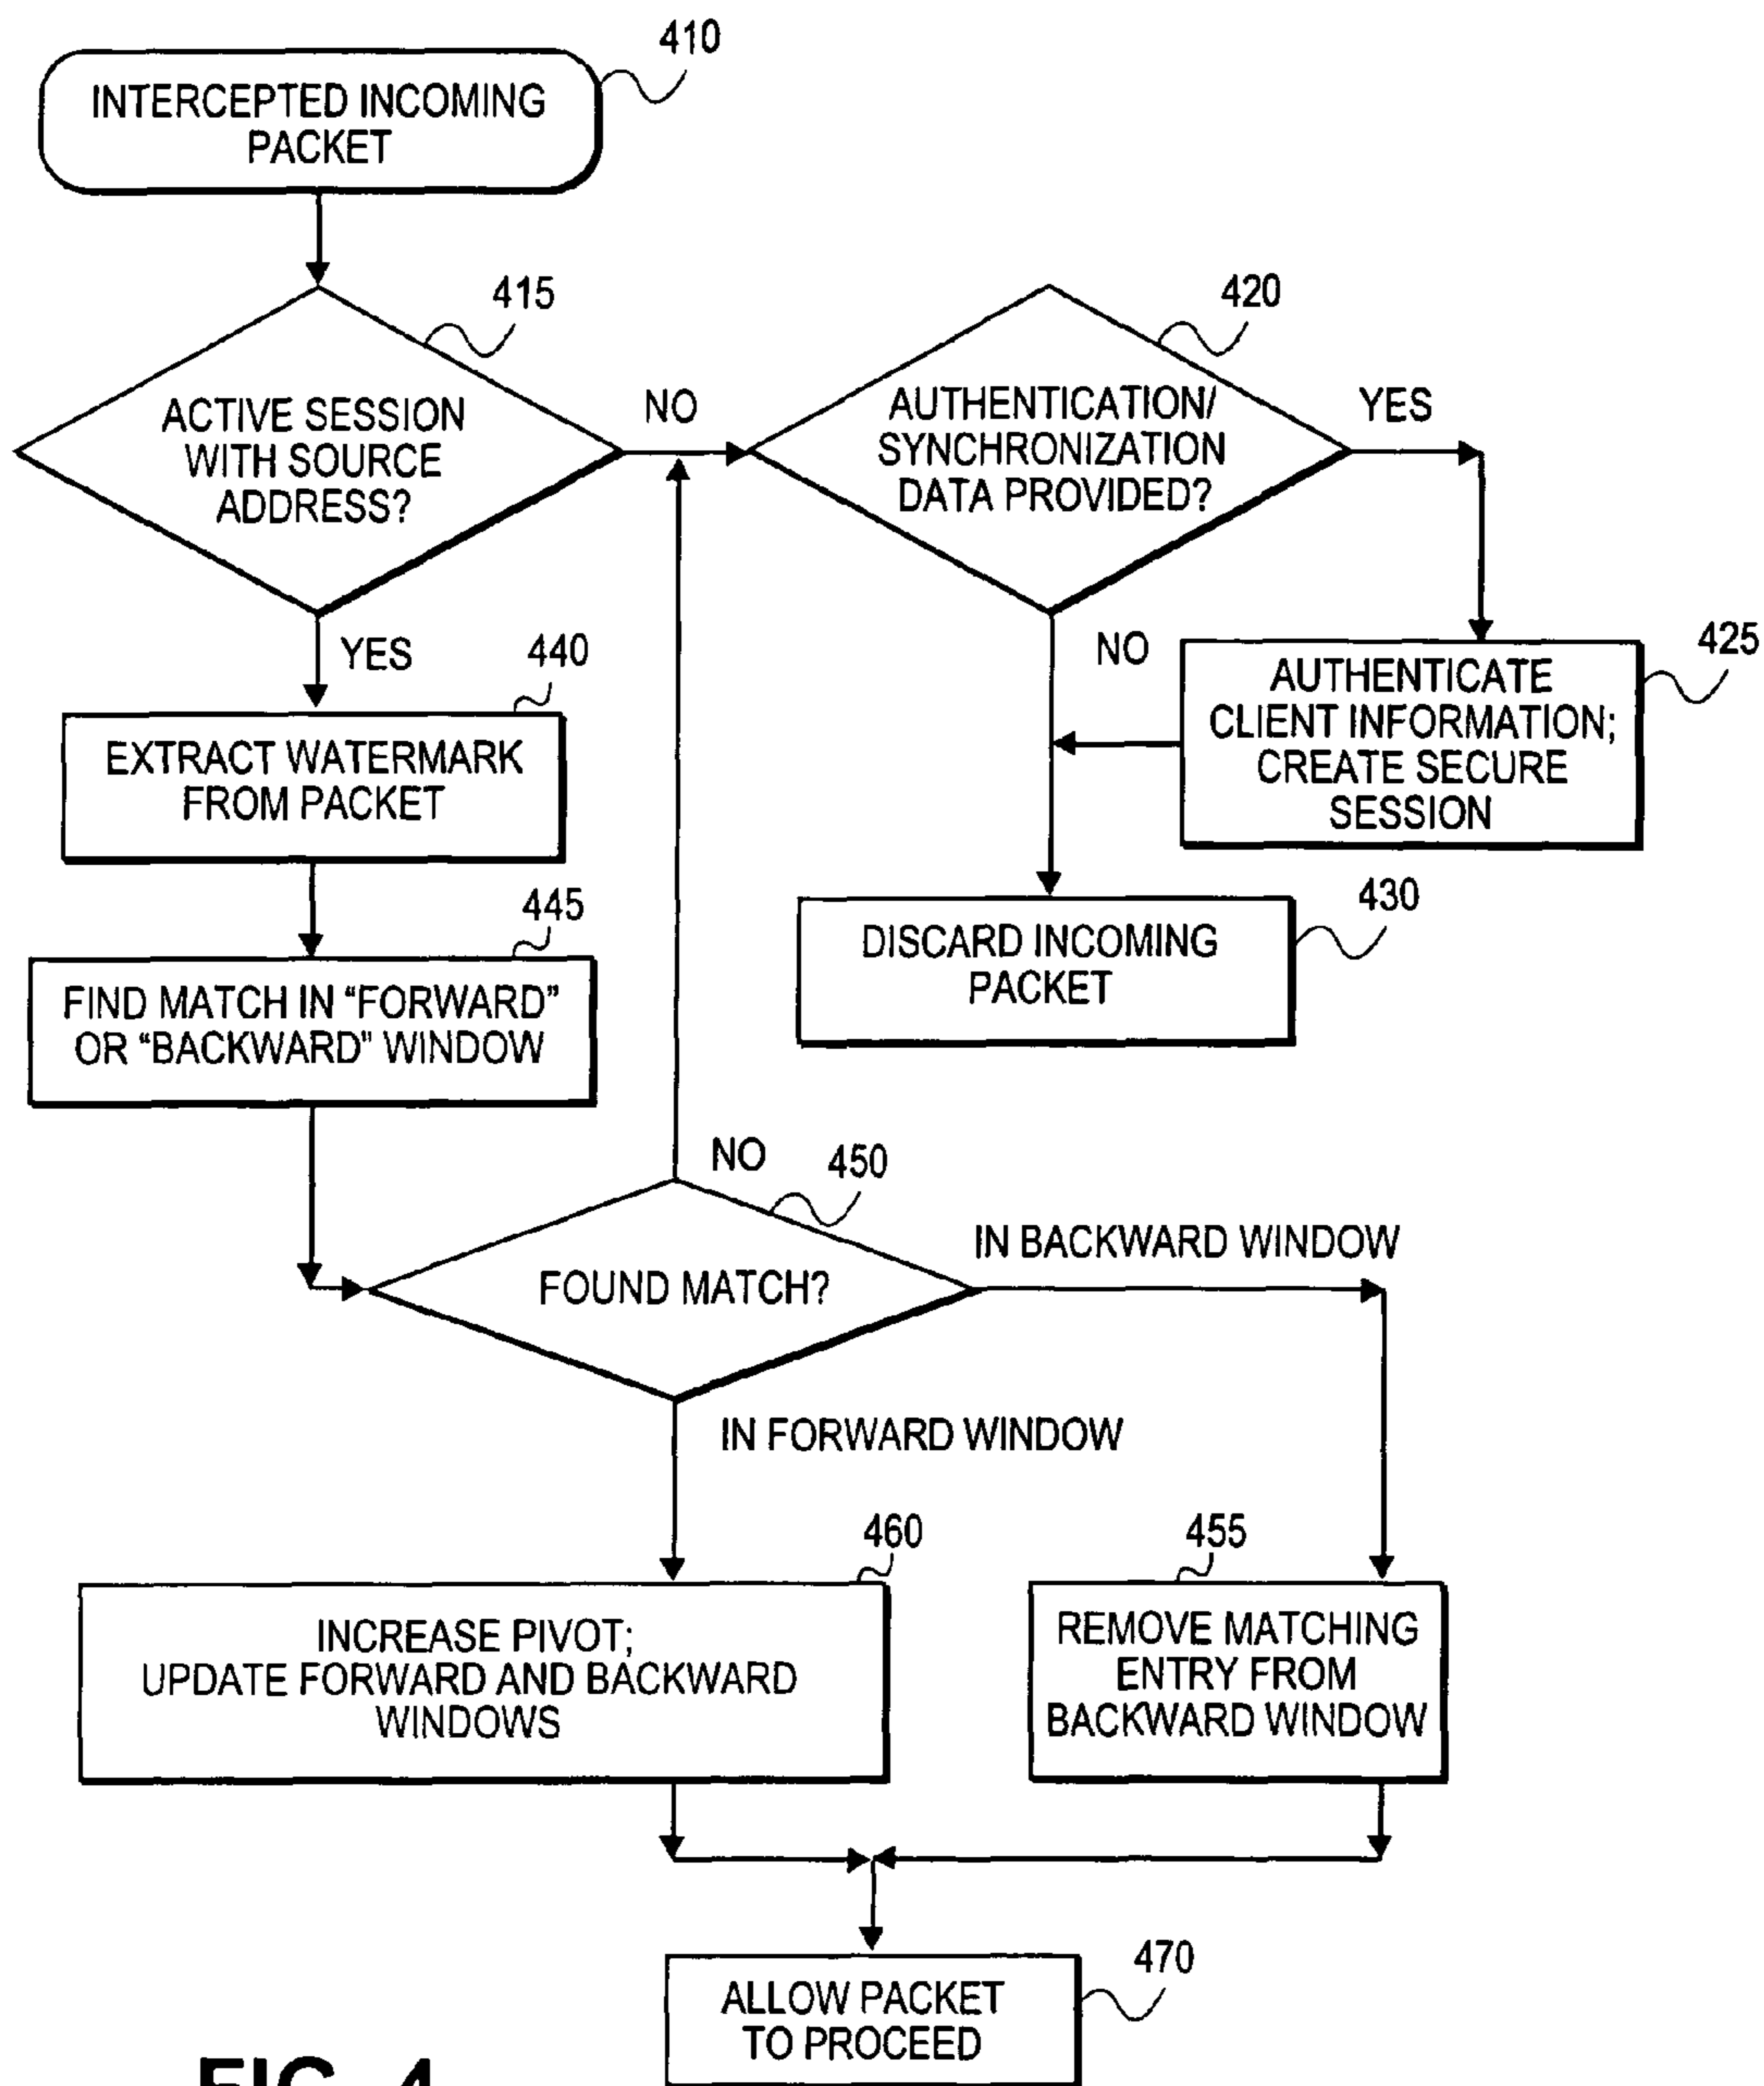 410
INTERCEPTED INCOMING
PACKET
415
ACTIVE SESSION
WITH SOURCE
ADDRESS?
NO
420
AUTHENTICATION/
SYNCHRONIZATION
DATA PROVIDED?
YES
NO
425
AUTHENTICATE
CLIENT INFORMATION;
CREATE SECURE
SESSION
430
DISCARD INCOMING
PACKET
YES
440
EXTRACT WATERMARK
FROM PACKET
445
FIND MATCH IN “FORWARD”
OR “BACKWARD” WINDOW
NO
450
FOUND MATCH?
IN BACKWARD WINDOW
IN FORWARD WINDOW
460
INCREASE PIVOT;
UPDATE FORWARD AND BACKWARD
WINDOWS
455
REMOVE MATCHING
ENTRY FROM
BACKWARD WINDOW
470
ALLOW PACKET
TO PROCEED
FIG. 4